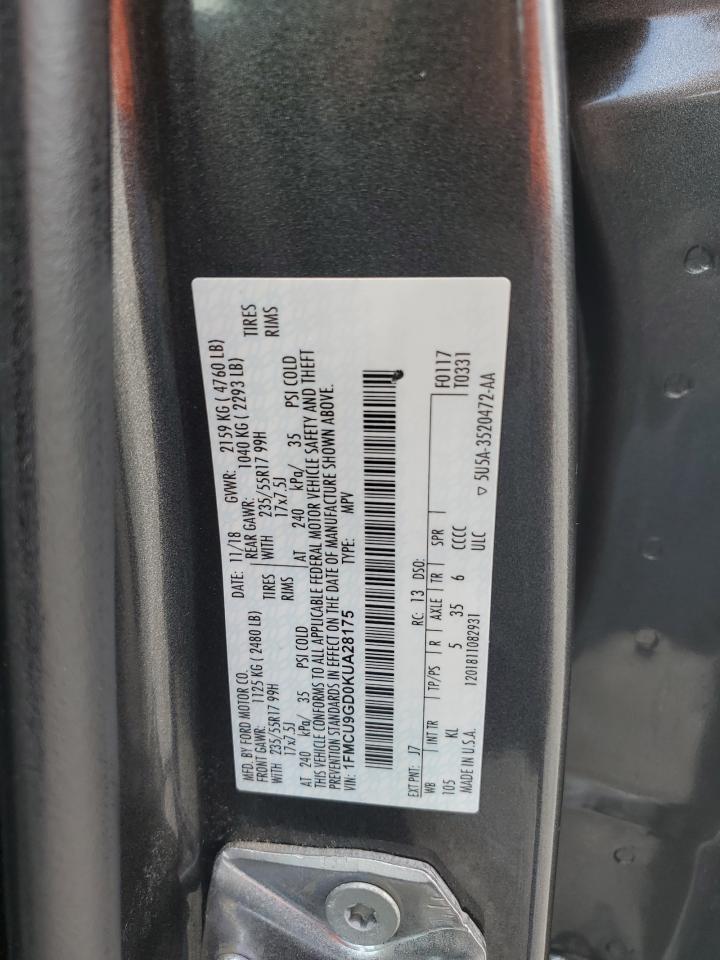 MFD. BY FORD MOTOR CO.
DATE: 11/18 GVWR: 2159 KG ( 4760 LB)
FRONT GAWR: 1125 KG ( 2480 LB) REAR GAWR: 1040 KG ( 2293 LB)
WITH 235/55R17 99H TIRES WITH 235/55R17 99H TIRES
17x7.5J RIMS 17x7.5J RIMS
AT 240 kPa/ 35 PSI COLD AT 240 kPa/ 35 PSI COLD
THIS VEHICLE CONFORMS TO ALL APPLICABLE FEDERAL MOTOR VEHICLE SAFETY AND THEFT
PREVENTION STANDARDS IN EFFECT ON THE DATE OF MANUFACTURE SHOWN ABOVE.
VIN: 1FMCU9GD0KUA28175 TYPE: MPV
F0117
T0331
EXT PNT: J7 RC: 13 DSO:
WB INT TR TP/PS R AXLE TR SPR
105 KL 5 35 6 CCCC
MADE IN U.S.A. 1201811082931 ULC
▽ 5U5A-3520472-AA